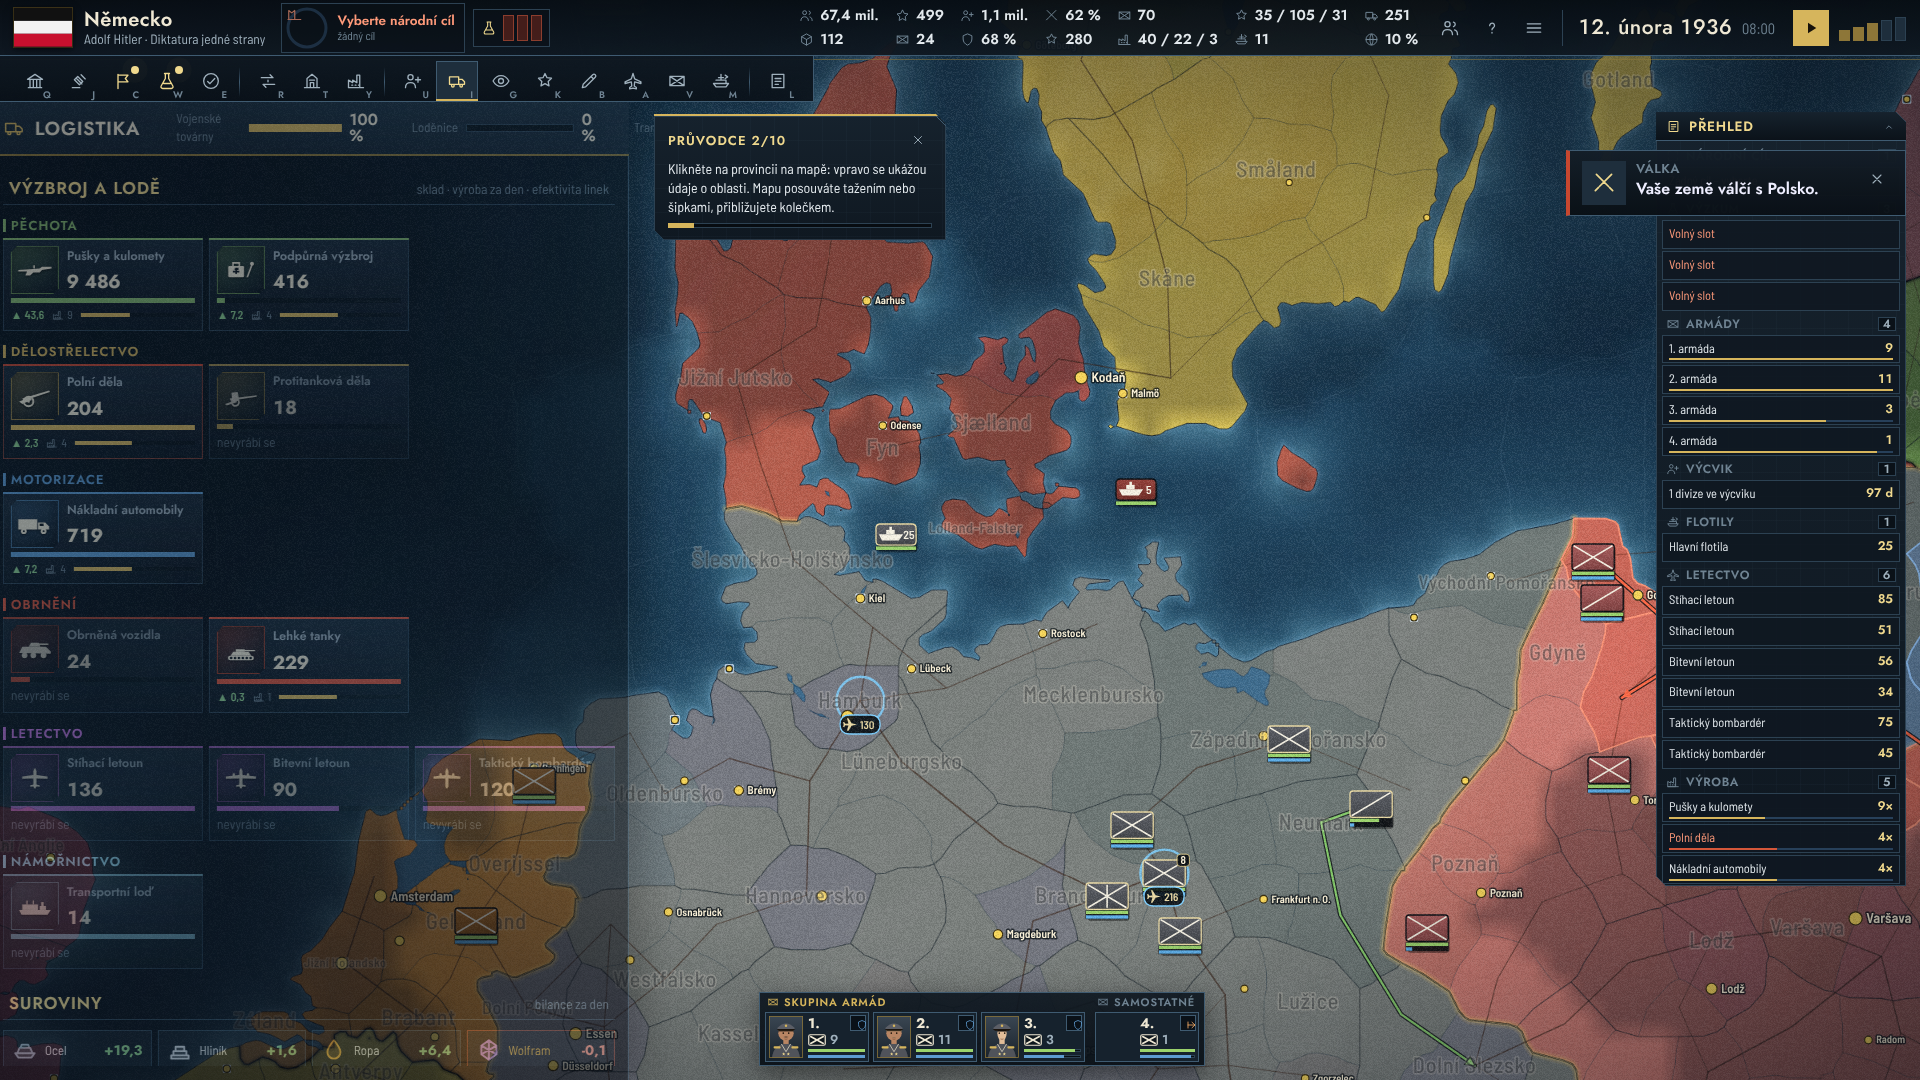 Německo
Adolf Hitler · Diktatura jedné strany
Vyberte národní cíl
žádný cíl
67,4 mil. 499 1,1 mil. 62 % 70 35 / 105 / 31 251
112 24 68 % 280 40 / 22 / 3 11 10 %
12. února 1936 08:00
Q J C W E R T Y U I G S K B A V M L
LOGISTIKA
Vojenské továrny 100 %
Loděnice 0 %
VÝZBROJ A LODĚ
sklad · výroba za den · efektivita linek
PĚCHOTA
Pušky a kulomety
9 486
▲ 43,6 9
Podpůrná výzbroj
416
▲ 7,2 4
DĚLOSTŘELECTVO
Polní děla
204
▲ 2,3 4
Protitanková děla
18
nevyrábí se
MOTORIZACE
Nákladní automobily
719
▲ 7,2 4
OBRNĚNÍ
Obrněná vozidla
24
nevyrábí se
Lehké tanky
229
▲ 0,3 1
LETECTVO
Stíhací letoun
136
nevyrábí se
Bitevní letoun
90
nevyrábí se
Taktický bombardér
120
nevyrábí se
NÁMOŘNICTVO
Transportní loď
14
nevyrábí se
SUROVINY
bilance za den
Ocel +19,3
Hliník +1,6
Ropa +6,4
Wolfram -0,1
PRŮVODCE 2/10
Klikněte na provincii na mapě: vpravo se ukážou
údaje o oblasti. Mapu posouváte tažením nebo
šipkami, přibližujete kolečkem.
Gotland
Småland
Skåne
Aarhus
Jižní Jutsko
Kodaň
Malmö
Odense
Fyn
Sjælland
5
25
Lolland-Falster
Šlesvicko-Holštýnsko
Kiel
Rostock
Lübeck
Hamburk
130
Mecklenbursko
Lüneburgsko
Oldenbursko
Brémy
Overijssel
Amsterdam
Hannoversko
Osnabrück
Magdeburk
8
216
Frankfurt n. O.
Gdyně
Poznaň
Poznaň
Lodž
Lodž
Varšava
Varšava
Radom
Westfálsko
Kassel
Lužice
Dolní Slezsko
Zgorzelec
Essen
Düsseldorf
Brabant
Zéland
Antverpy
PŘEHLED
VÁLKA
Vaše země válčí s Polsko.
Volný slot
Volný slot
Volný slot
ARMÁDY 4
1. armáda 9
2. armáda 11
3. armáda 3
4. armáda 1
VÝCVIK 1
1 divize ve výcviku 97 d
FLOTILY 1
Hlavní flotila 25
LETECTVO 6
Stíhací letoun 85
Stíhací letoun 51
Bitevní letoun 56
Bitevní letoun 34
Taktický bombardér 75
Taktický bombardér 45
VÝROBA 5
Pušky a kulomety 9×
Polní děla 4×
Nákladní automobily 4×
SKUPINA ARMÁD
SAMOSTATNÉ
1. 9
2. 11
3. 3
4. 1